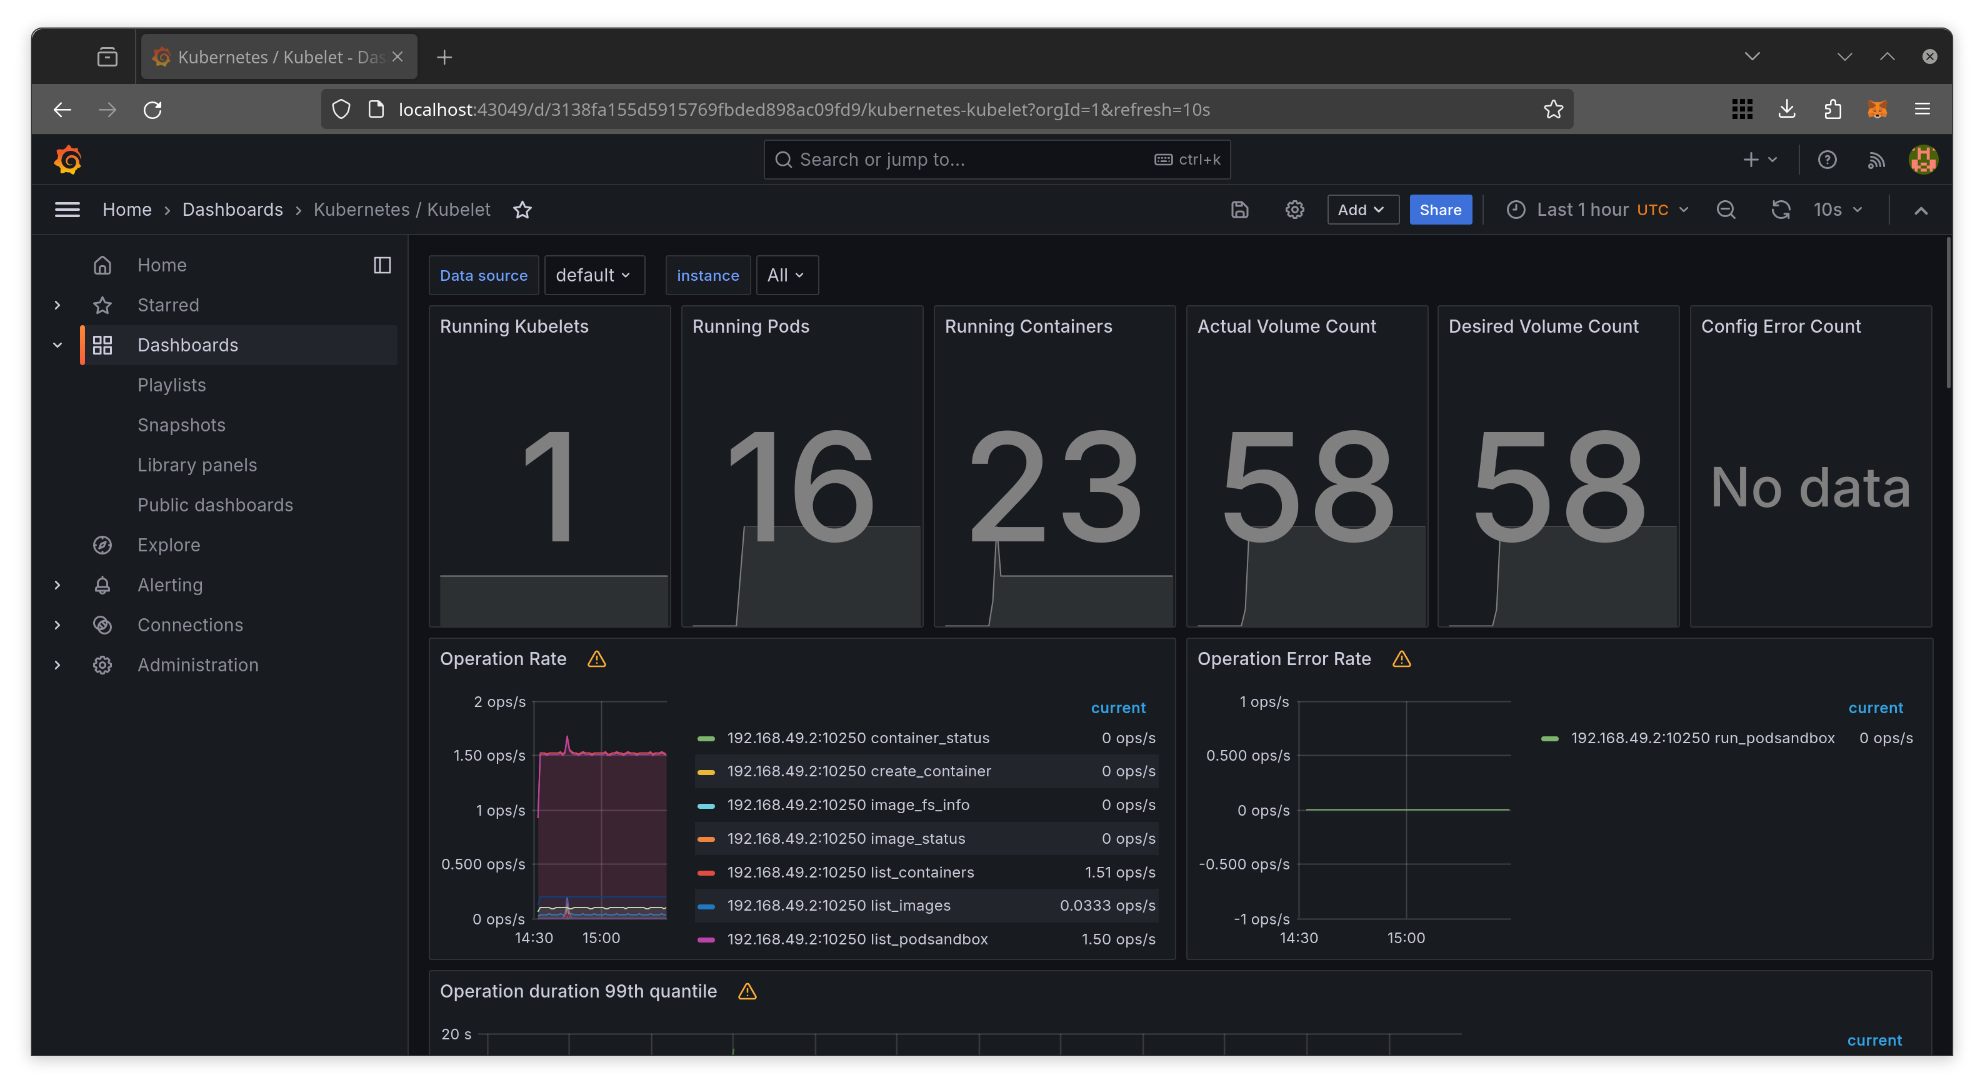 Kubernetes / Kubelet - Das
localhost:43049/d/3138fa155d5915769fbded898ac09fd9/kubernetes-kubelet?orgId=1&refresh=10s
Search or jump to... ctrl+k
Home › Dashboards › Kubernetes / Kubelet
Add Share Last 1 hour UTC 10s
Home
Starred
Dashboards
Playlists
Snapshots
Library panels
Public dashboards
Explore
Alerting
Connections
Administration
Data source default instance All
Running Kubelets
1
Running Pods
16
Running Containers
23
Actual Volume Count
58
Desired Volume Count
58
Config Error Count
No data
Operation Rate
2 ops/s
1.50 ops/s
1 ops/s
0.500 ops/s
0 ops/s
14:30 15:00
current
192.168.49.2:10250 container_status 0 ops/s
192.168.49.2:10250 create_container 0 ops/s
192.168.49.2:10250 image_fs_info 0 ops/s
192.168.49.2:10250 image_status 0 ops/s
192.168.49.2:10250 list_containers 1.51 ops/s
192.168.49.2:10250 list_images 0.0333 ops/s
192.168.49.2:10250 list_podsandbox 1.50 ops/s
Operation Error Rate
1 ops/s
0.500 ops/s
0 ops/s
-0.500 ops/s
-1 ops/s
14:30 15:00
current
192.168.49.2:10250 run_podsandbox 0 ops/s
Operation duration 99th quantile
20 s
current